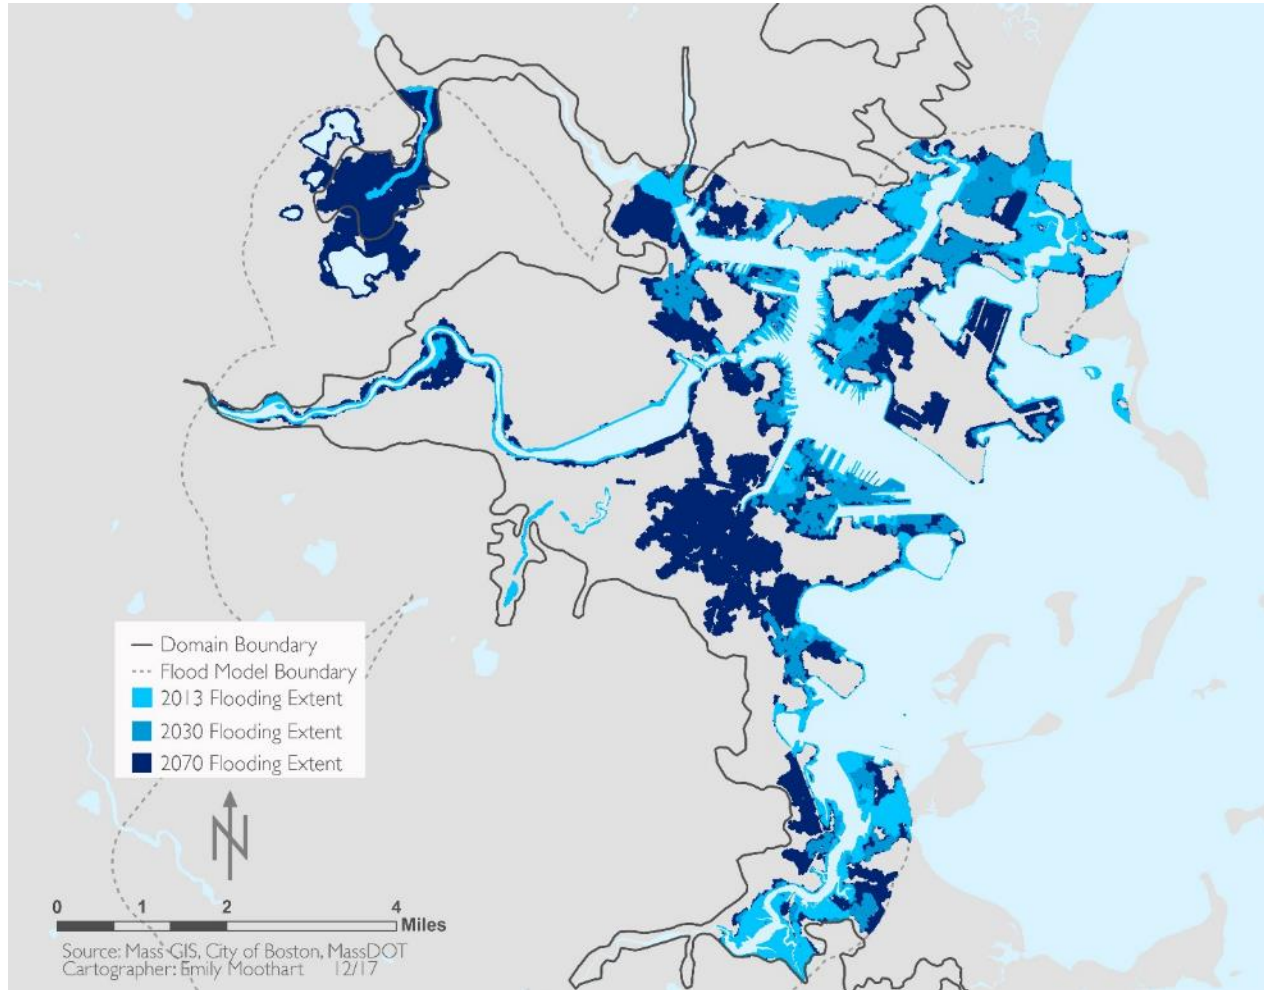 Domain Boundary
Flood Model Boundary
2013 Flooding Extent
2030 Flooding Extent
2070 Flooding Extent
N
0 1 2 4
Miles
Source: Mass GIS, City of Boston, MassDOT
Cartographer: Emily Moothart 12/17